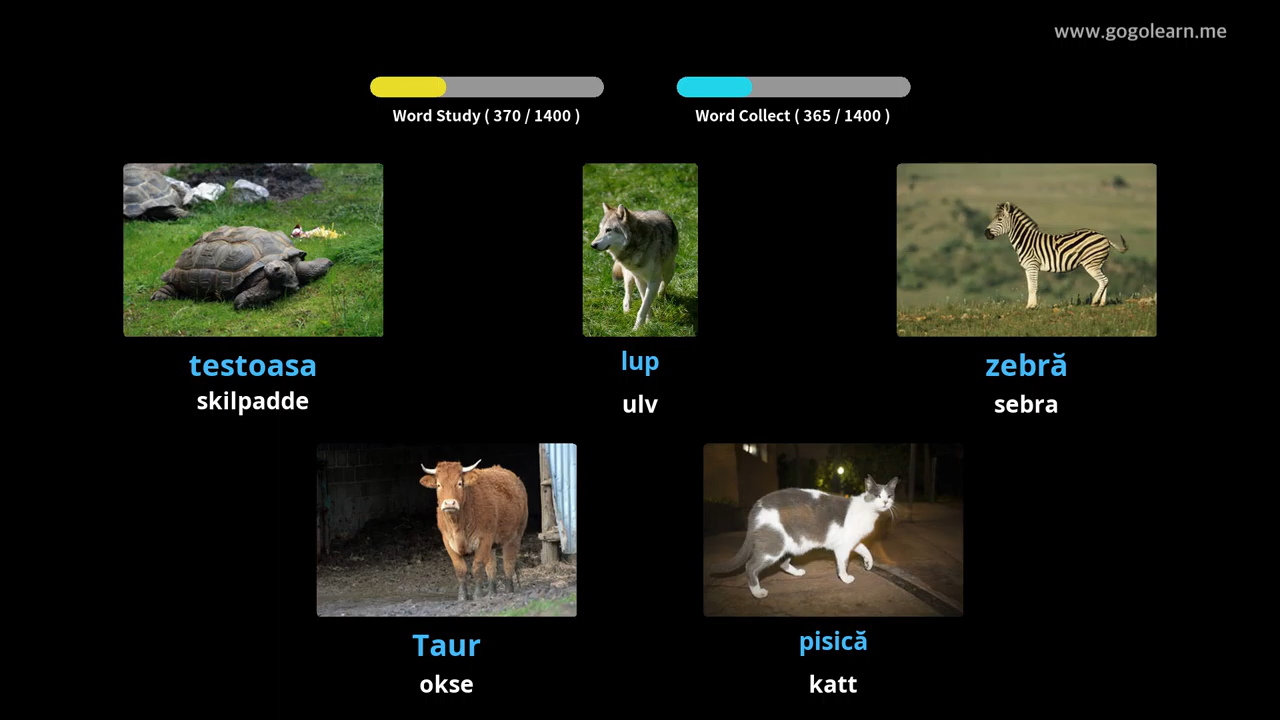 www.gogolearn.me
Word Study ( 370 / 1400 )
Word Collect ( 365 / 1400 )
testoasa
skilpadde
lup
ulv
zebră
sebra
Taur
okse
pisică
katt